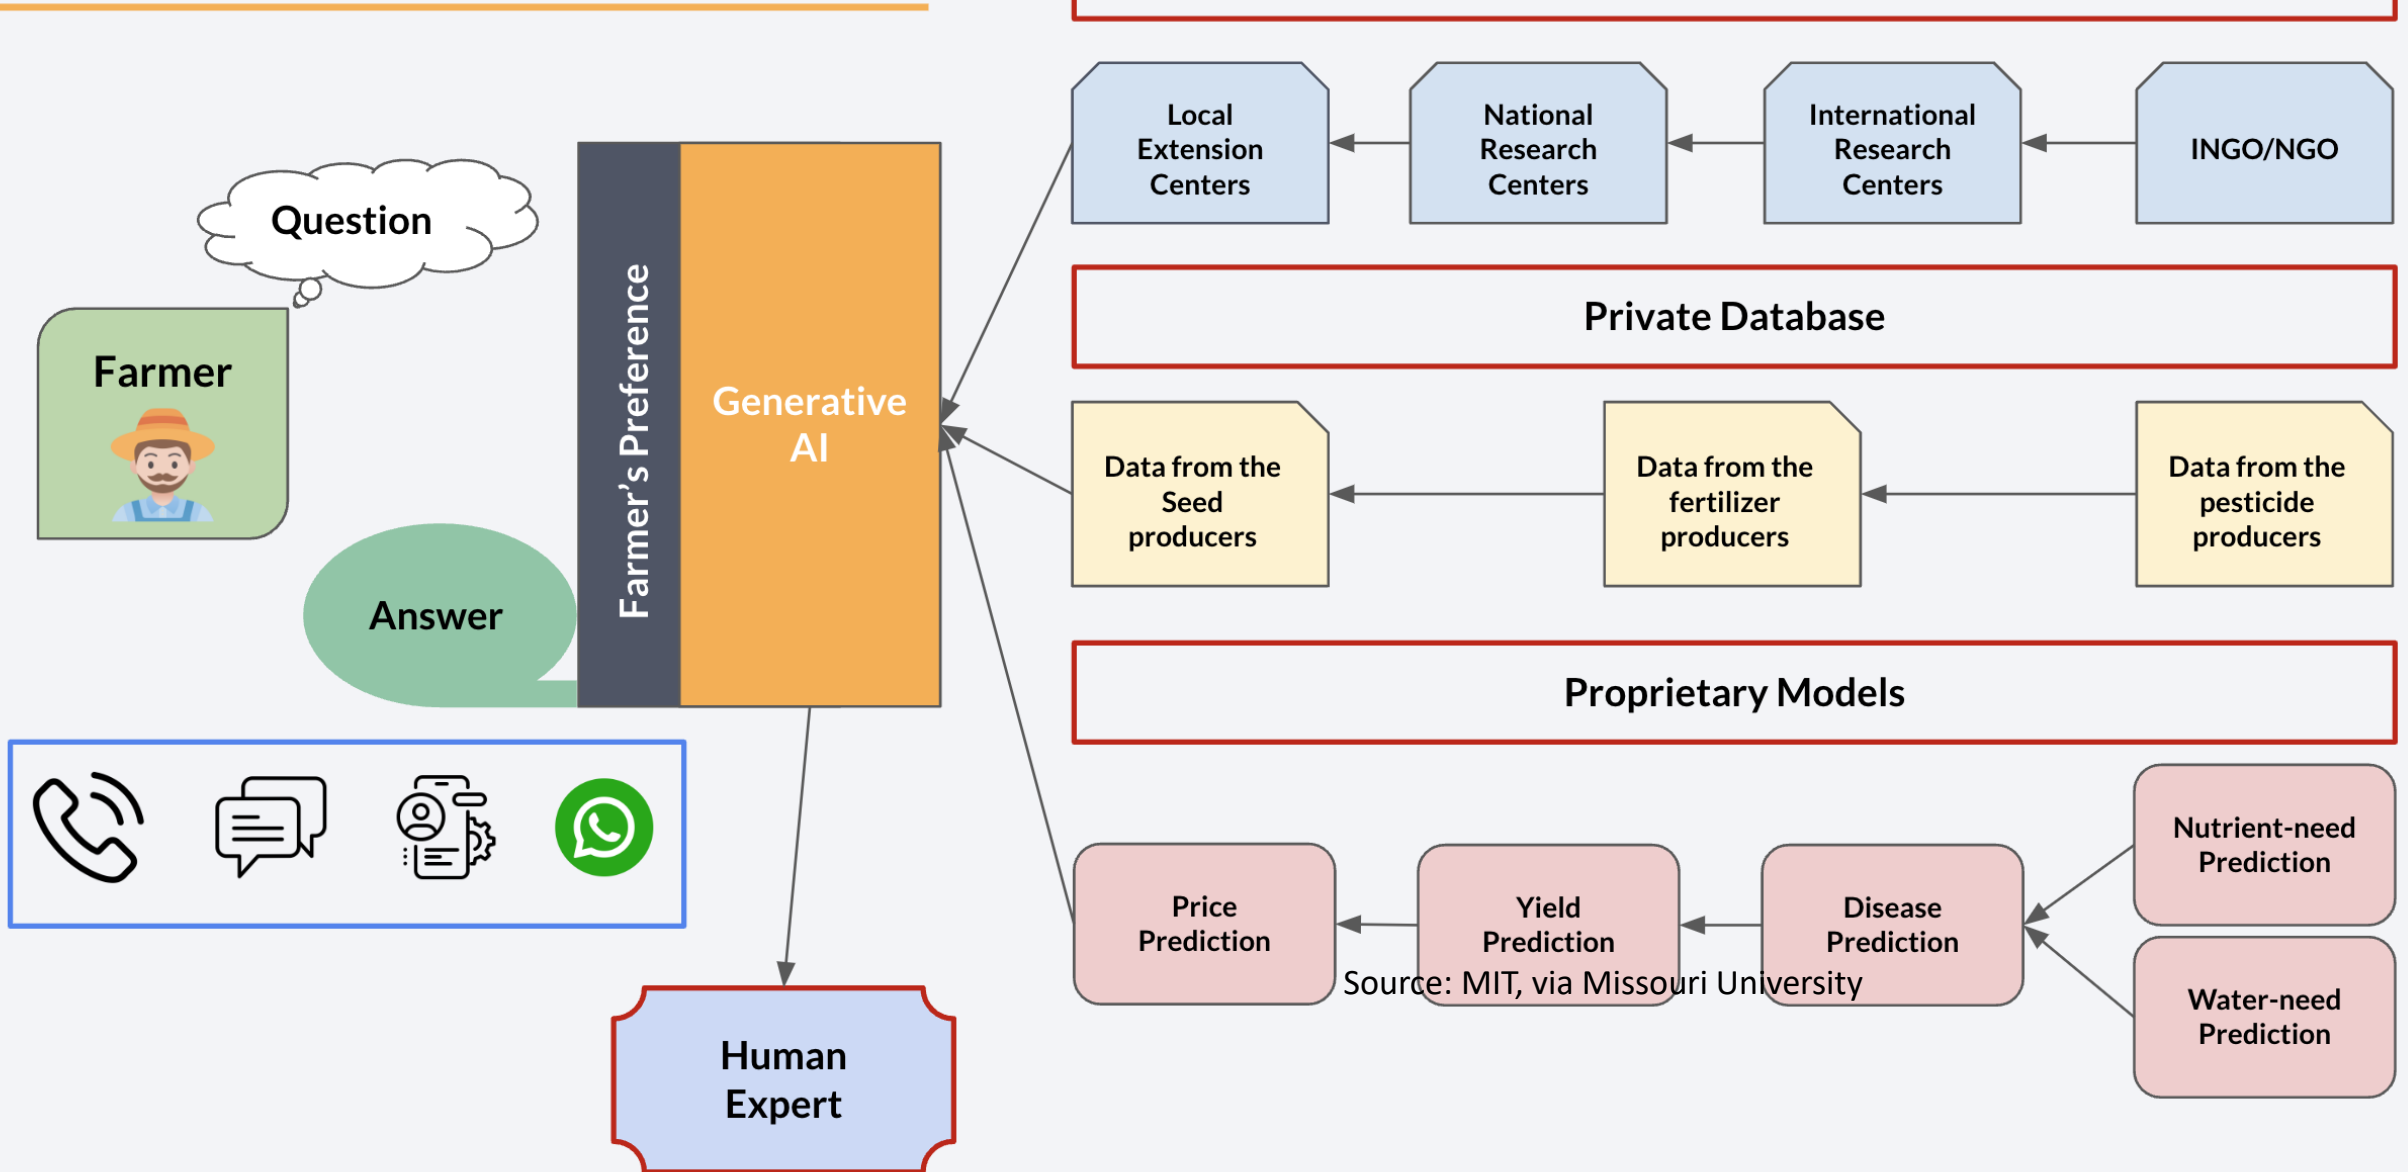 Local
Extension
Centers
National
Research
Centers
International
Research
Centers
INGO/NGO
Question
Farmer
Farmer’s Preference
Generative
AI
Answer
Private Database
Data from the
Seed
producers
Data from the
fertilizer
producers
Data from the
pesticide
producers
Proprietary Models
Price
Prediction
Yield
Prediction
Disease
Prediction
Nutrient-need
Prediction
Water-need
Prediction
Source: MIT, via Missouri University
Human
Expert